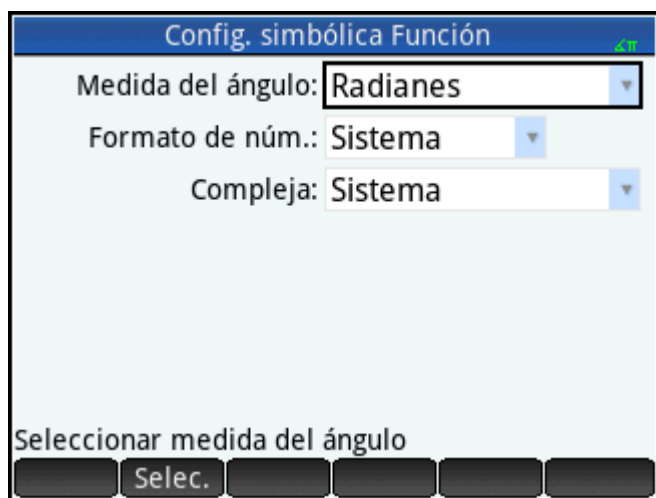 Config. simbólica Función
∡π
Medida del ángulo: Radianes
Formato de núm.: Sistema
Compleja: Sistema
Seleccionar medida del ángulo
Selec.